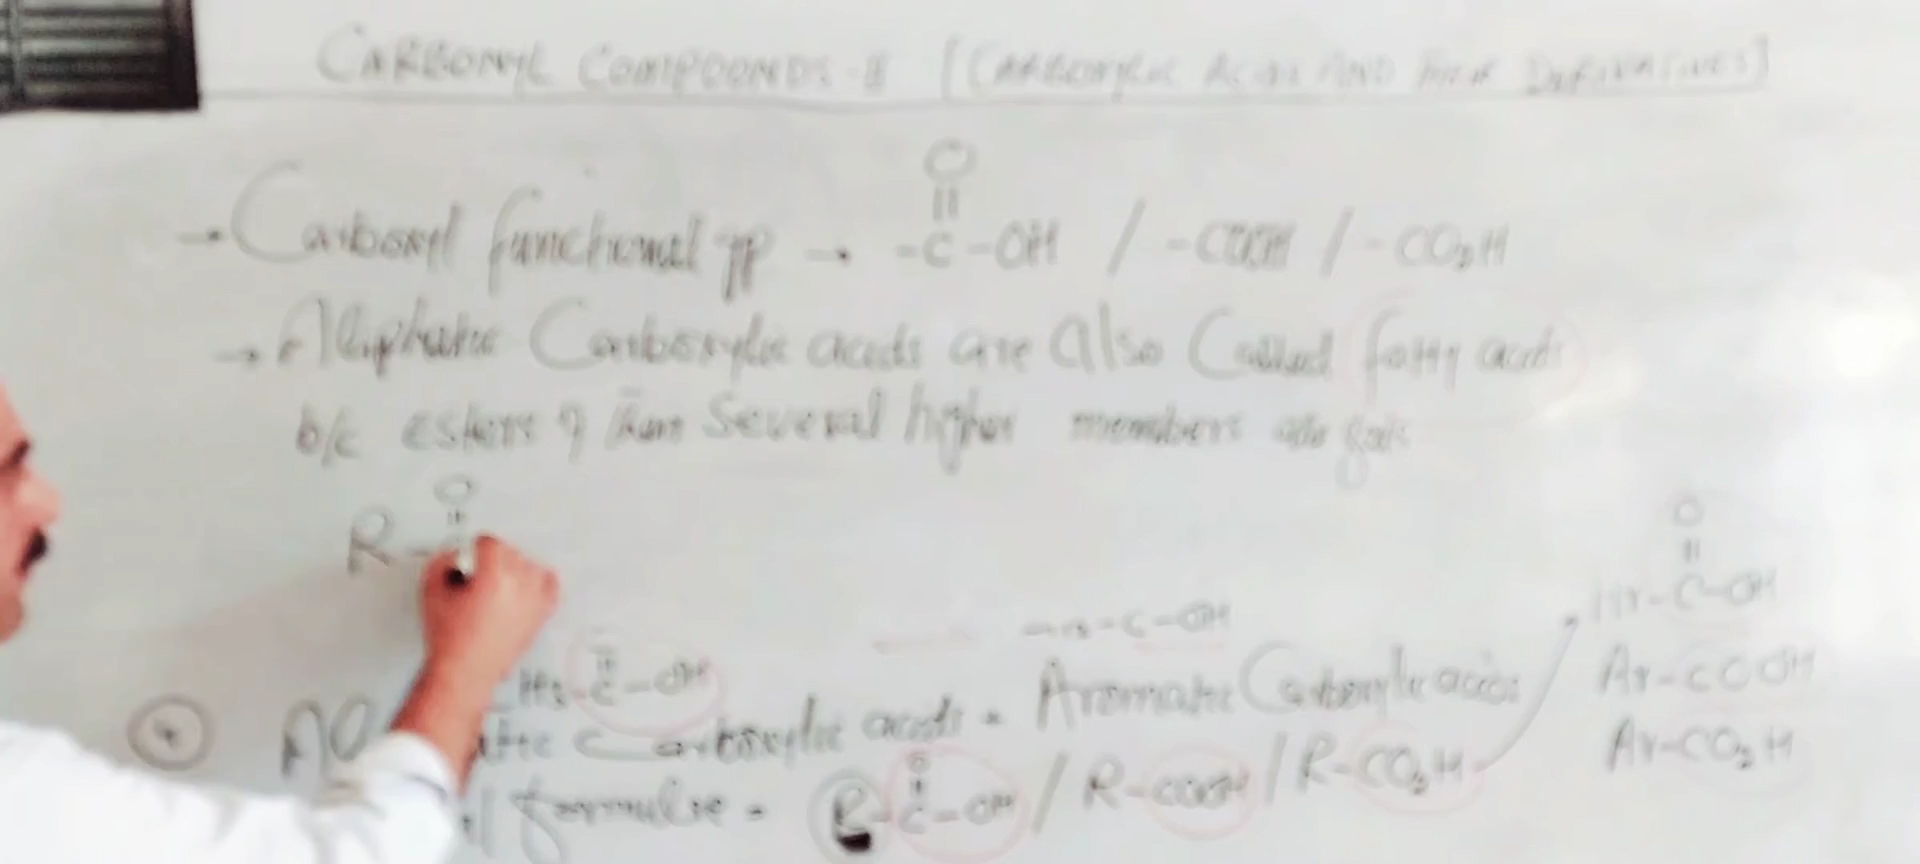 CARBONYL COMPOUNDS-II [CARBOXYLIC ACIDS AND THEIR DERIVATIVES]
O
||
→ Carboxyl functional gp → -C-OH / -COOH / -CO₂H
→ Aliphatic Carboxylic acids are also Called fatty acids
b/c esters of their Several higher members are fats
O
||
R-
O
||
Ar-C-OH
-C-OH
-C-OH
Carboxylic acids - Aromatic Carboxylic acids / Ar-COOH
Ar-CO₂H
formulae - R-C-OH / R-COOH / R-CO₂H